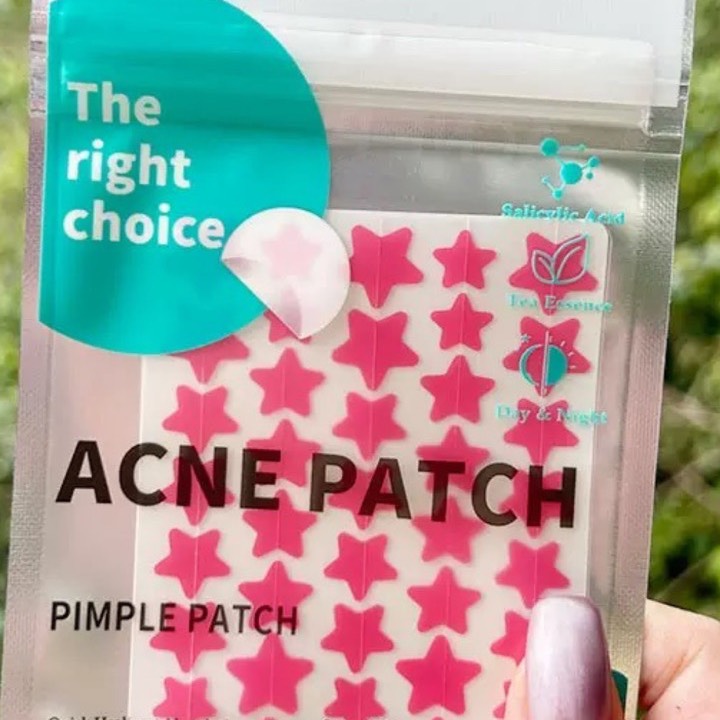 The
right
choice
Salicylic Acid
Tea Essence
Day & Night
ACNE PATCH
PIMPLE PATCH